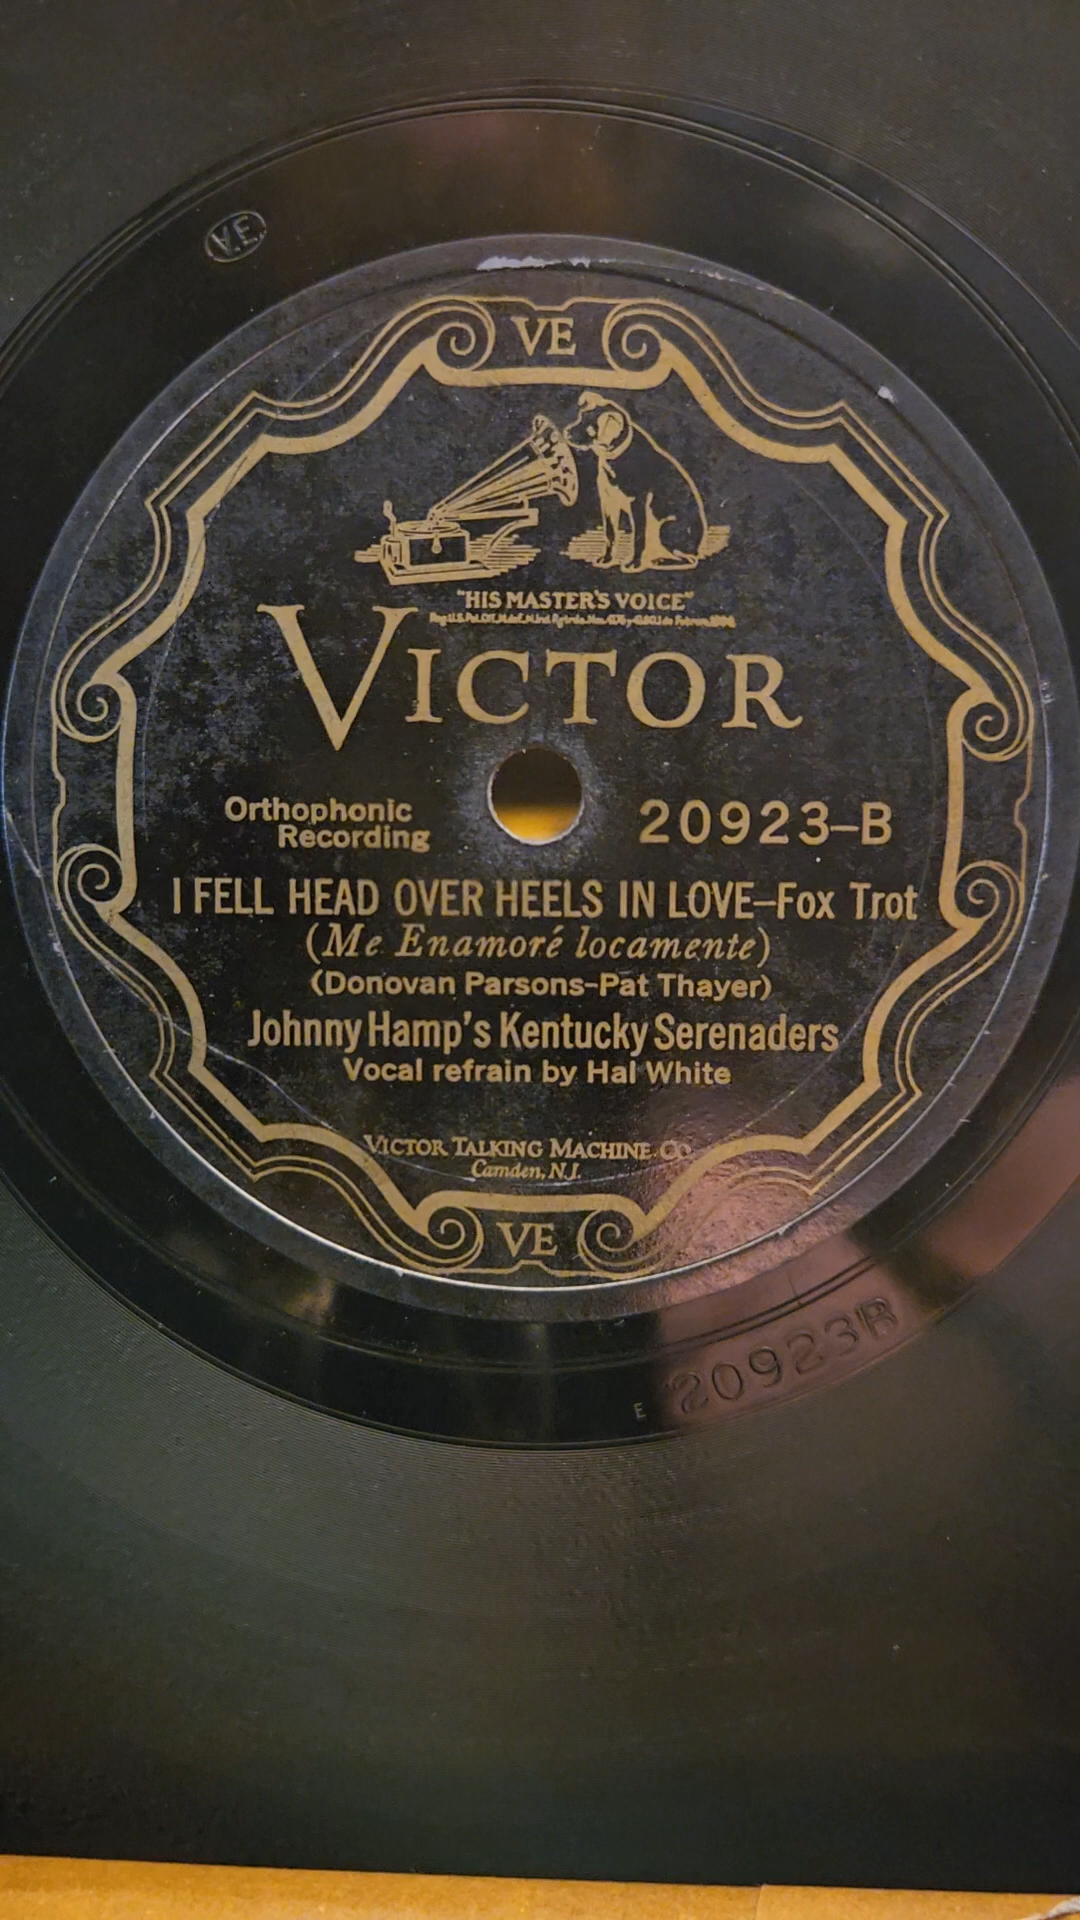 V.E.
VE
"HIS MASTER'S VOICE"
VICTOR
Orthophonic
Recording
20923-B
I FELL HEAD OVER HEELS IN LOVE-Fox Trot
(Me Enamoré locamente)
(Donovan Parsons-Pat Thayer)
Johnny Hamp's Kentucky Serenaders
Vocal refrain by Hal White
VICTOR TALKING MACHINE CO.
Camden, N.J.
VE
E 20923B